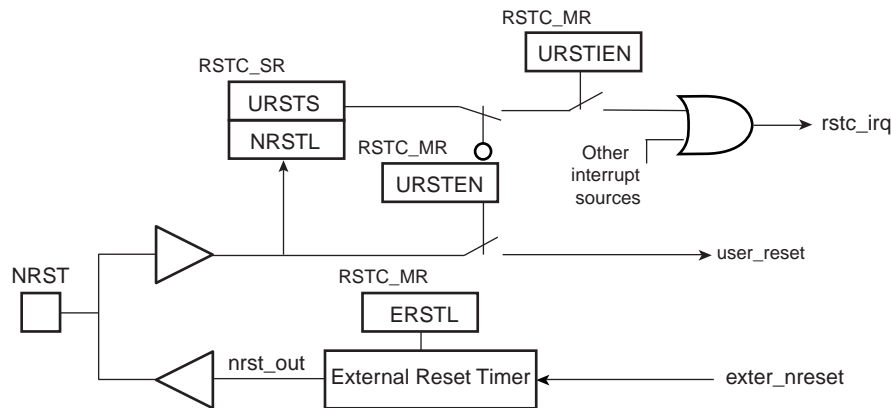 RSTC_MR
URSTIEN
RSTC_SR
URSTS
NRSTL
rstc_irq
RSTC_MR
Other
interrupt
sources
URSTEN
user_reset
NRST
RSTC_MR
ERSTL
nrst_out
External Reset Timer
exter_nreset